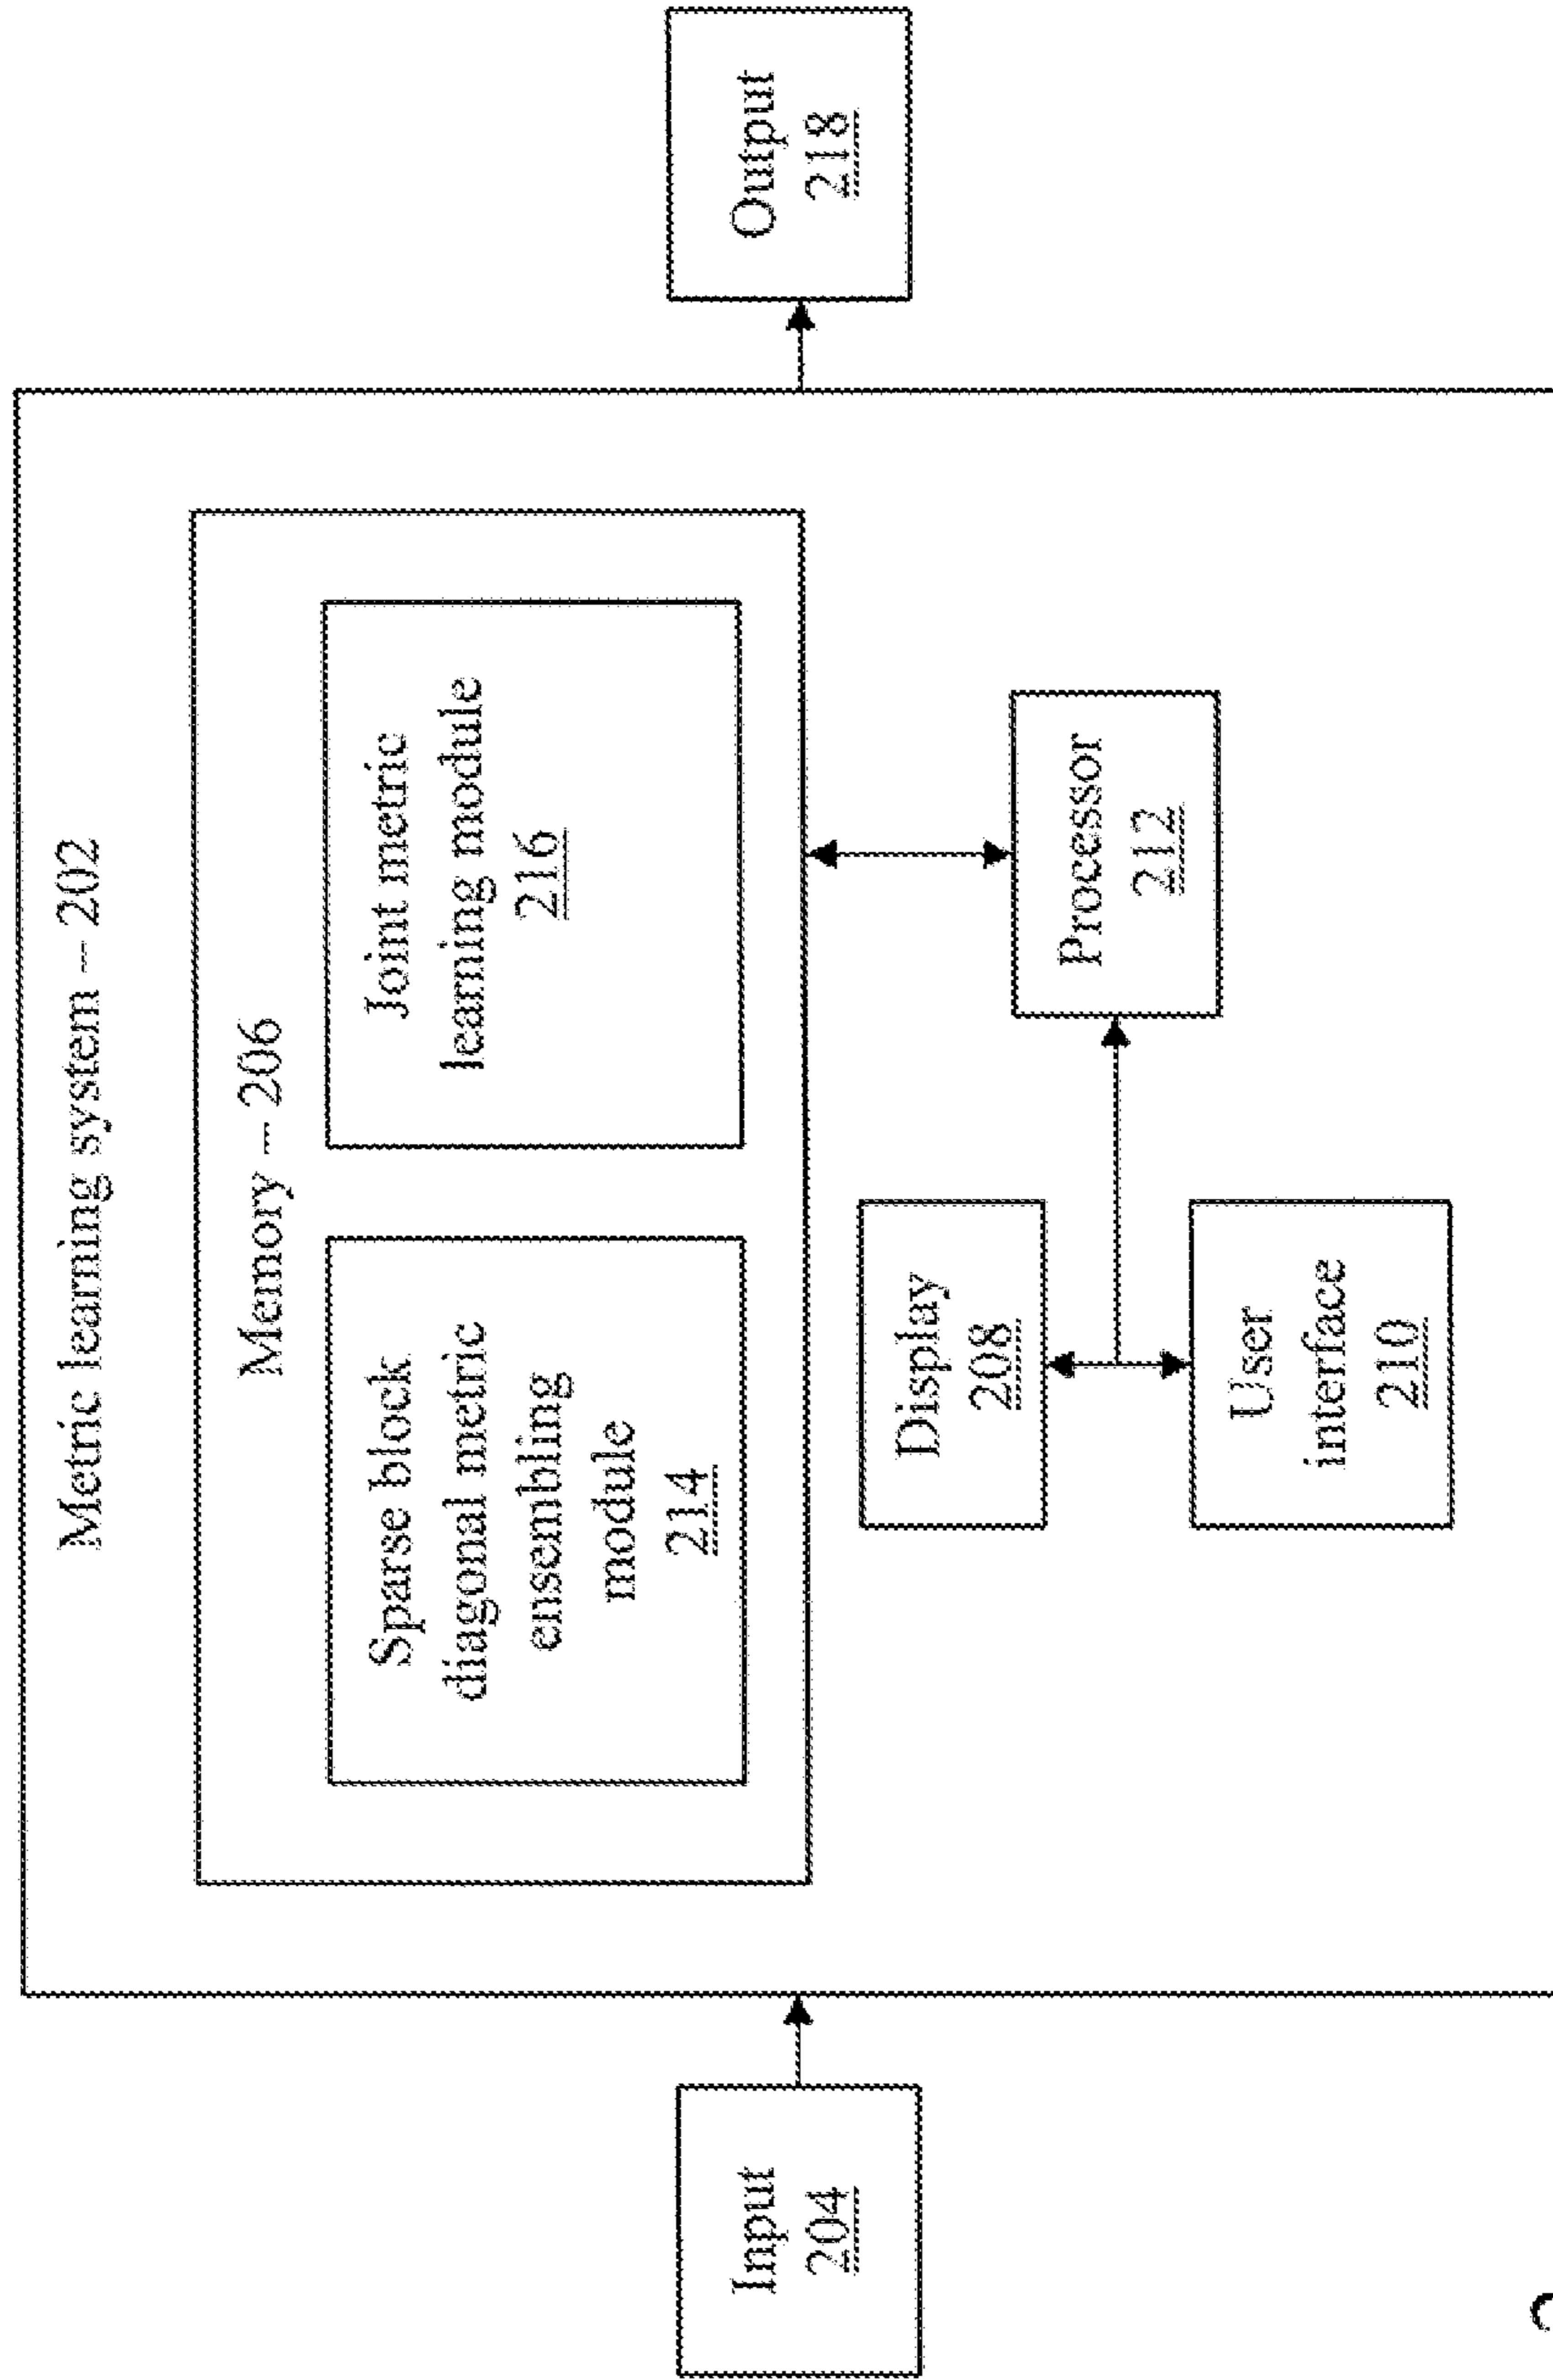 Metric learning system -- 202
Memory -- 206
Sparse block
diagonal metric
ensembling
module
214
Joint metric
learning module
216
Input
204
Output
218
Display
208
User
interface
210
Processor
212